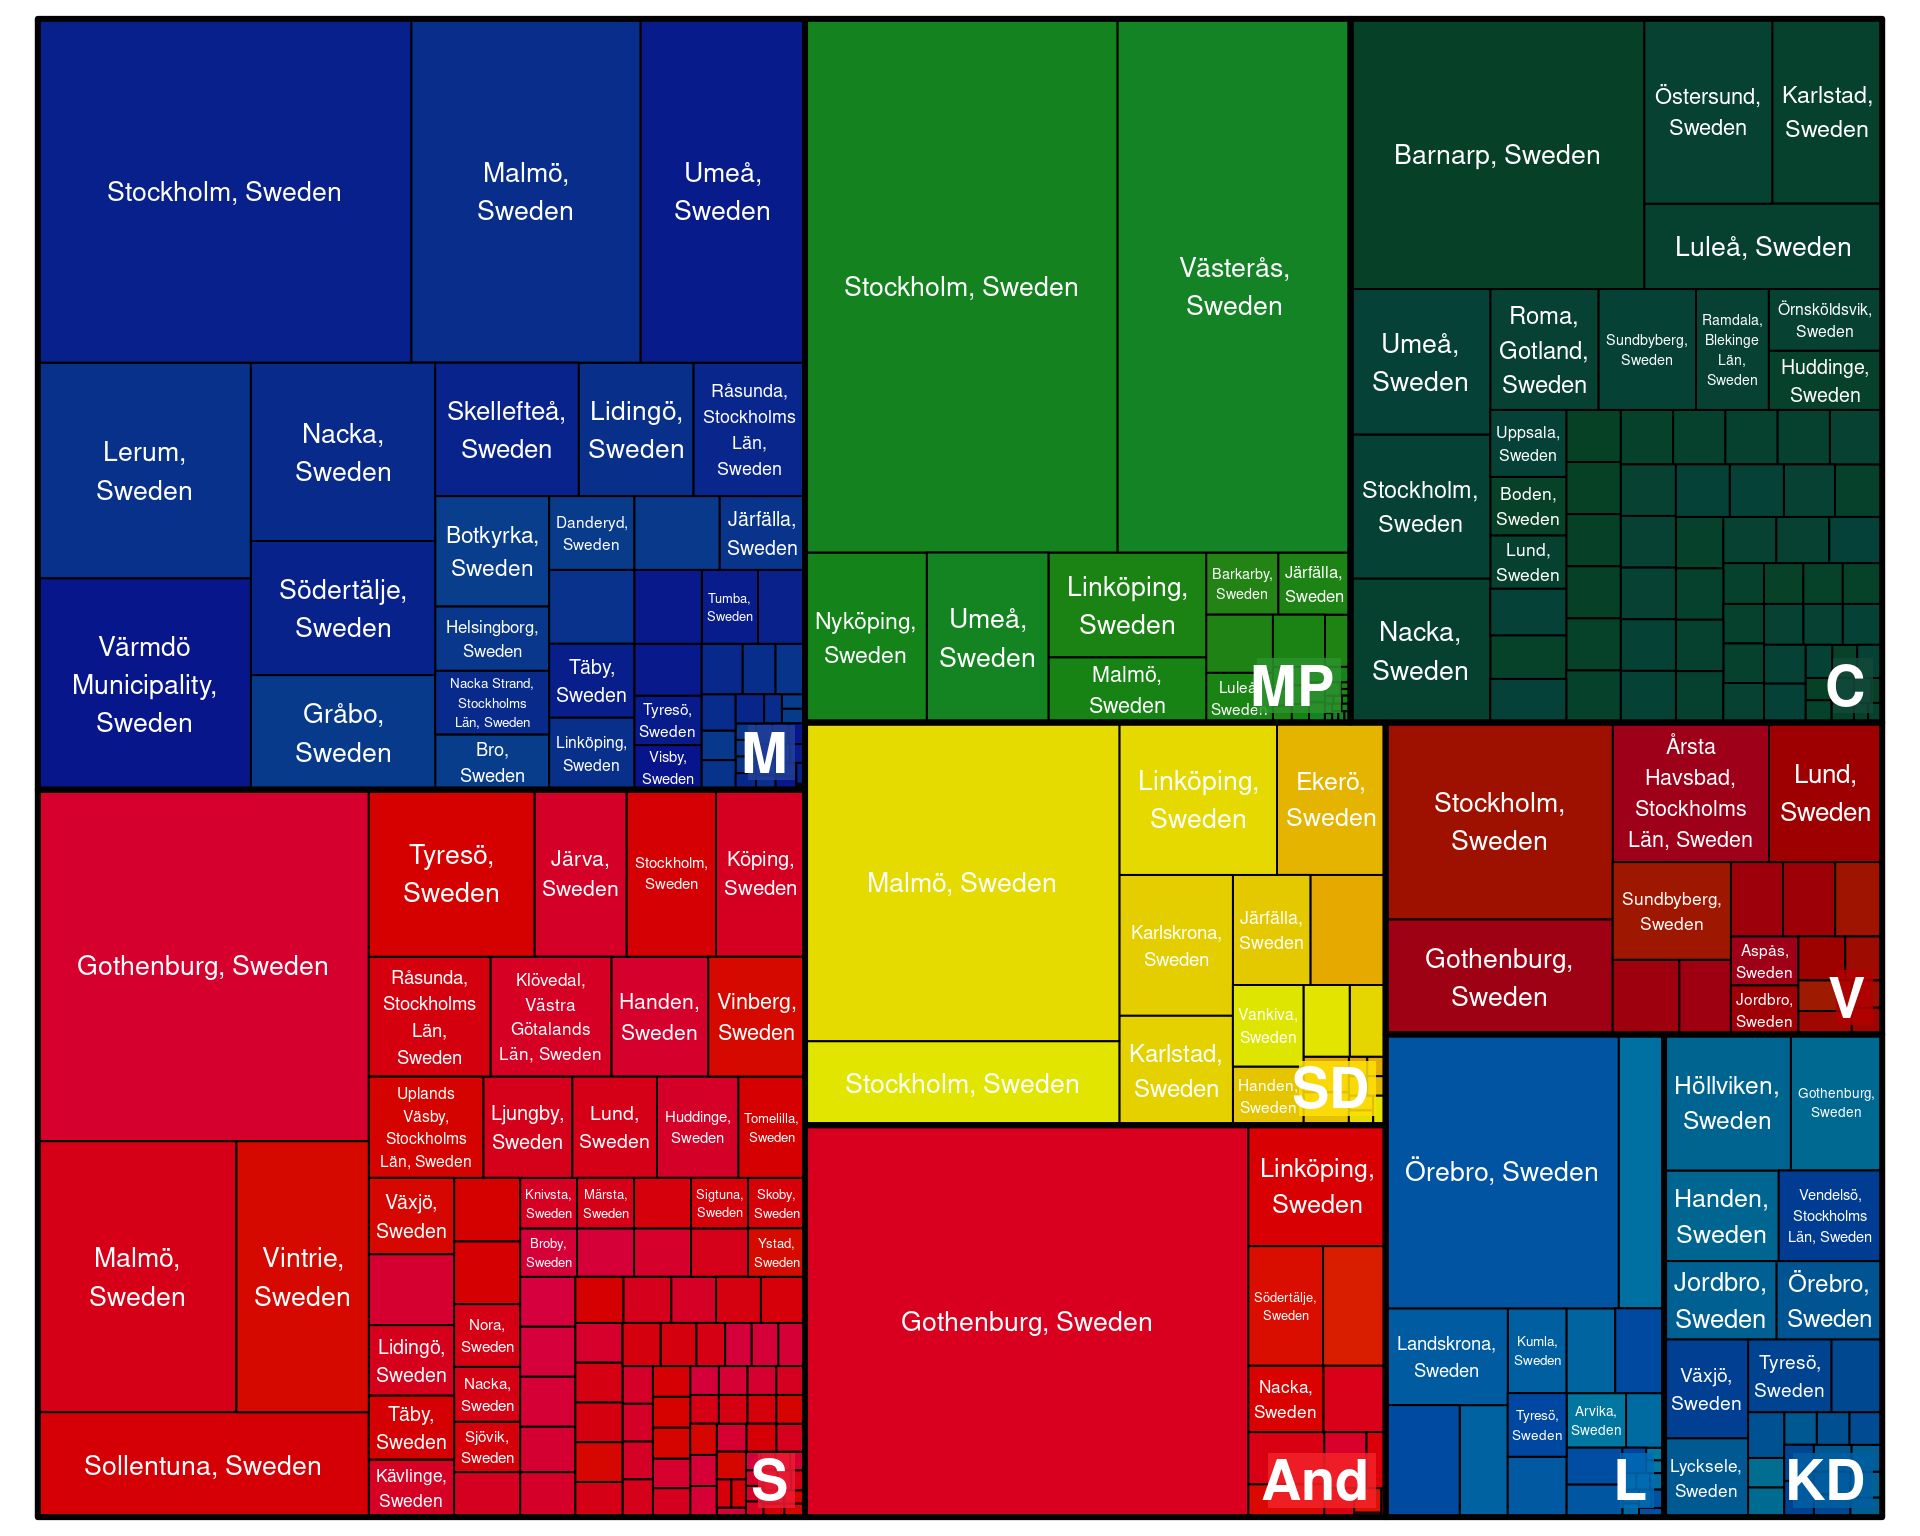 Stockholm, Sweden
Malmö,
Sweden
Umeå,
Sweden
Lerum,
Sweden
Nacka,
Sweden
Skellefteå,
Sweden
Lidingö,
Sweden
Råsunda,
Stockholms
Län,
Sweden
Värmdö
Municipality,
Sweden
Södertälje,
Sweden
Gråbo,
Sweden
Botkyrka,
Sweden
Danderyd,
Sweden
Järfälla,
Sweden
Helsingborg,
Sweden
Nacka Strand,
Stockholms
Län, Sweden
Bro,
Sweden
Tumba,
Sweden
Täby,
Sweden
Linköping,
Sweden
Tyresö,
Sweden
Visby,
Sweden
M
Stockholm, Sweden
Västerås,
Sweden
Nyköping,
Sweden
Umeå,
Sweden
Linköping,
Sweden
Malmö,
Sweden
Barkarby,
Sweden
Järfälla,
Sweden
Luleå,
Sweden
MP
Barnarp, Sweden
Östersund,
Sweden
Karlstad,
Sweden
Luleå, Sweden
Umeå,
Sweden
Roma,
Gotland,
Sweden
Sundbyberg,
Sweden
Ramdala,
Blekinge
Län,
Sweden
Örnsköldsvik,
Sweden
Huddinge,
Sweden
Stockholm,
Sweden
Nacka,
Sweden
Uppsala,
Sweden
Boden,
Sweden
Lund,
Sweden
C
Gothenburg, Sweden
Malmö,
Sweden
Vintrie,
Sweden
Sollentuna, Sweden
Tyresö,
Sweden
Järva,
Sweden
Stockholm,
Sweden
Köping,
Sweden
Råsunda,
Stockholms
Län,
Sweden
Klövedal,
Västra
Götalands
Län, Sweden
Handen,
Sweden
Vinberg,
Sweden
Uplands
Väsby,
Stockholms
Län, Sweden
Ljungby,
Sweden
Lund,
Sweden
Huddinge,
Sweden
Tomelilla,
Sweden
Växjö,
Sweden
Lidingö,
Sweden
Täby,
Sweden
Kävlinge,
Sweden
Nora,
Sweden
Nacka,
Sweden
Sjövik,
Sweden
Knivsta,
Sweden
Märsta,
Sweden
Sigtuna,
Sweden
Skoby,
Sweden
Broby,
Sweden
Ystad,
Sweden
S
Malmö, Sweden
Stockholm, Sweden
Linköping,
Sweden
Ekerö,
Sweden
Karlskrona,
Sweden
Järfälla,
Sweden
Karlstad,
Sweden
Vankiva,
Sweden
Handen,
Sweden
SD
Gothenburg, Sweden
Linköping,
Sweden
Södertälje,
Sweden
Nacka,
Sweden
And
Stockholm,
Sweden
Gothenburg,
Sweden
Årsta
Havsbad,
Stockholms
Län, Sweden
Lund,
Sweden
Sundbyberg,
Sweden
Aspås,
Sweden
Jordbro,
Sweden
V
Örebro, Sweden
Landskrona,
Sweden
Kumla,
Sweden
Tyresö,
Sweden
Arvika,
Sweden
L
Höllviken,
Sweden
Gothenburg,
Sweden
Handen,
Sweden
Vendelsö,
Stockholms
Län, Sweden
Jordbro,
Sweden
Örebro,
Sweden
Växjö,
Sweden
Tyresö,
Sweden
Lycksele,
Sweden
KD